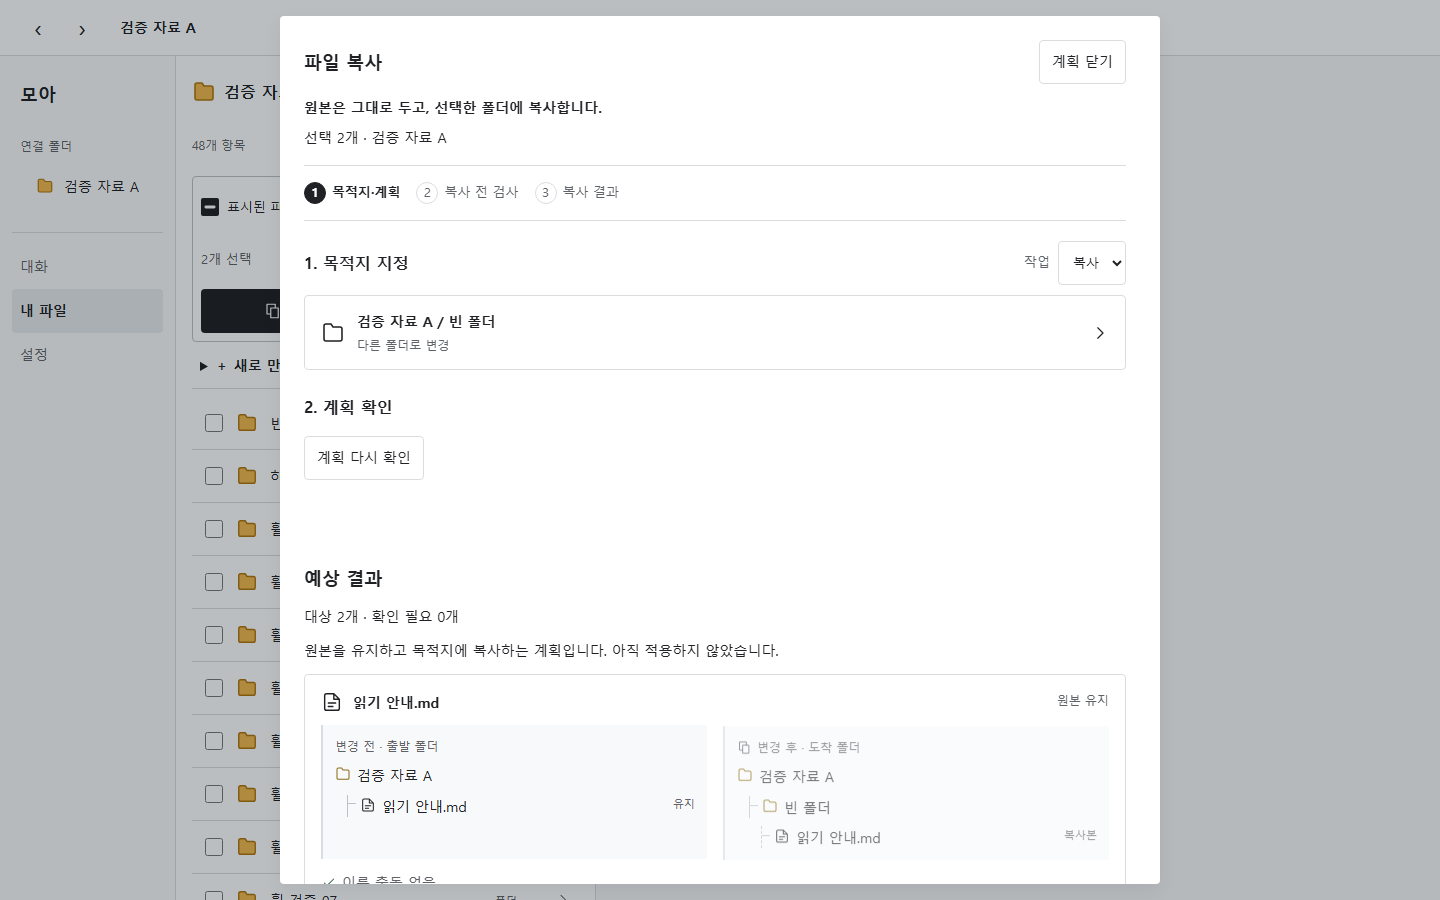 검증 자료 A
모아
연결 폴더
검증 자료 A
대화
내 파일
설정
검증
48개 항목
표시된
2개 선택
+ 새로
파일 복사
계획 닫기
원본은 그대로 두고, 선택한 폴더에 복사합니다.
선택 2개 · 검증 자료 A
1 목적지·계획 2 복사 전 검사 3 복사 결과
1. 목적지 지정
작업 복사
검증 자료 A / 빈 폴더
다른 폴더로 변경
2. 계획 확인
계획 다시 확인
예상 결과
대상 2개 · 확인 필요 0개
원본을 유지하고 목적지에 복사하는 계획입니다. 아직 적용하지 않았습니다.
읽기 안내.md
원본 유지
변경 전 · 출발 폴더
검증 자료 A
읽기 안내.md 유지
변경 후 · 도착 폴더
검증 자료 A
빈 폴더
읽기 안내.md 복사본
이름 충돌 없음